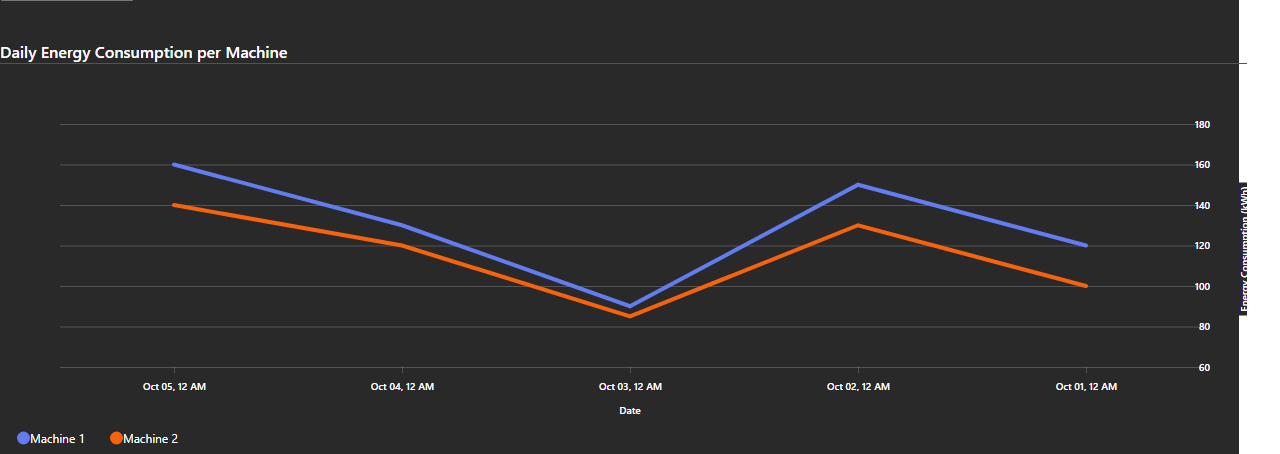 Daily Energy Consumption per Machine
180
160
140
120
100
80
60
Energy Consumption (kWh)
Oct 05, 12 AM
Oct 04, 12 AM
Oct 03, 12 AM
Oct 02, 12 AM
Oct 01, 12 AM
Date
Machine 1
Machine 2